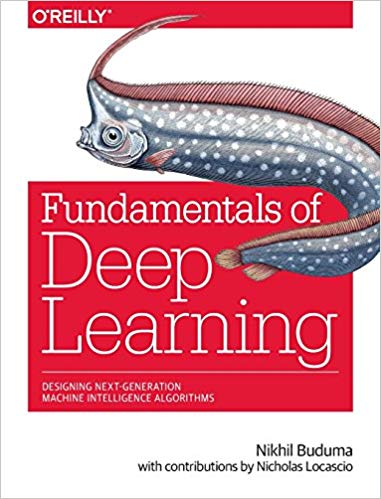 O'REILLY®
Fundamentals of
Deep
Learning
DESIGNING NEXT-GENERATION
MACHINE INTELLIGENCE ALGORITHMS
Nikhil Buduma
with contributions by Nicholas Locascio